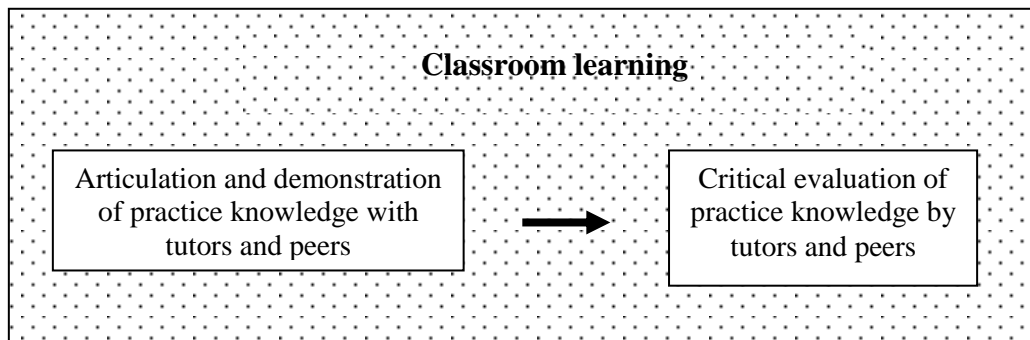 Classroom learning
Articulation and demonstration
of practice knowledge with
tutors and peers
Critical evaluation of
practice knowledge by
tutors and peers